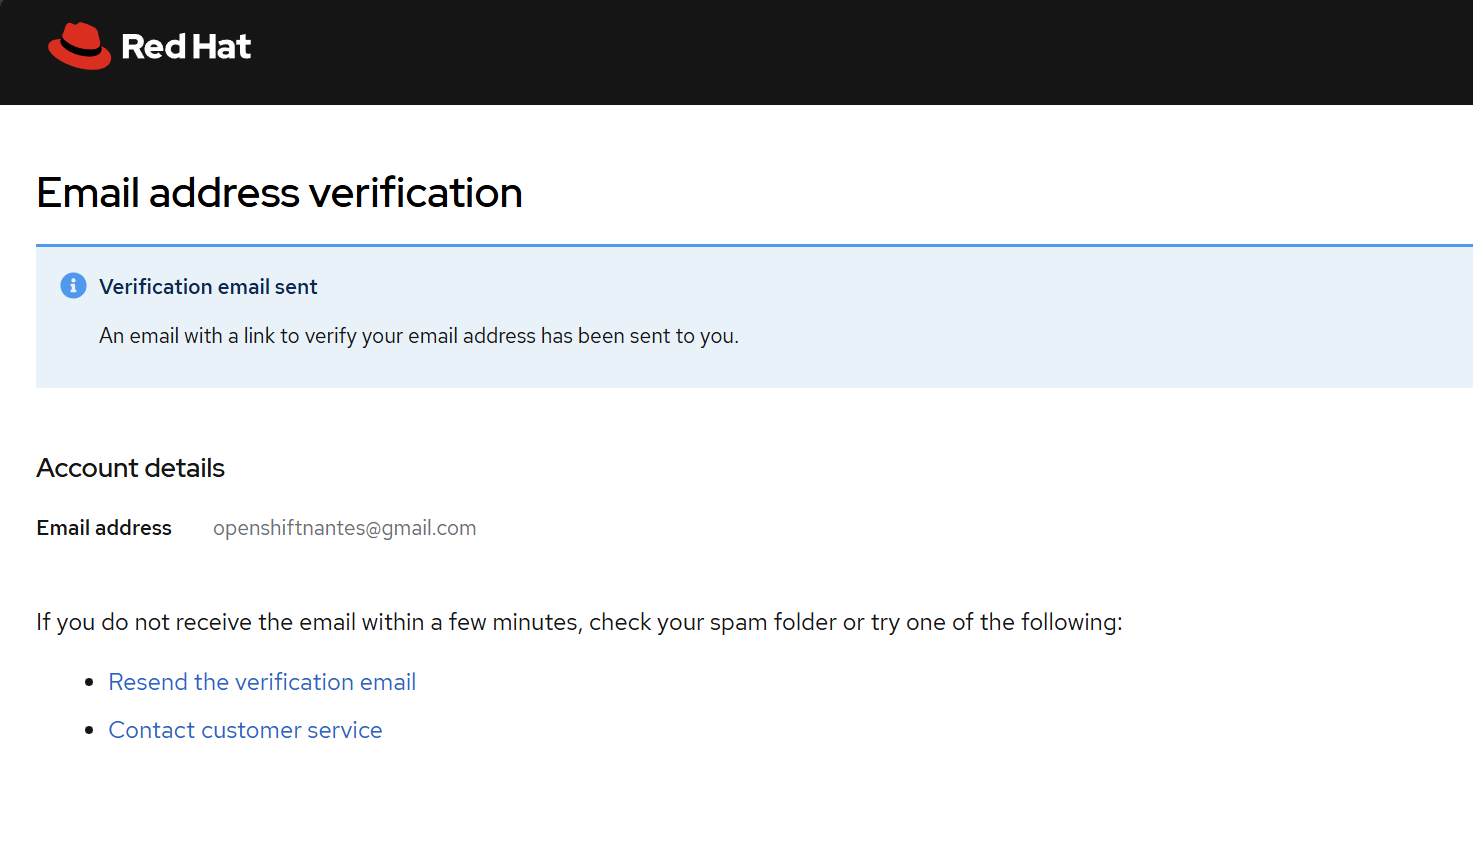 Red Hat
Email address verification
Verification email sent
An email with a link to verify your email address has been sent to you.
Account details
Email address openshiftnantes@gmail.com
If you do not receive the email within a few minutes, check your spam folder or try one of the following:
Resend the verification email
Contact customer service